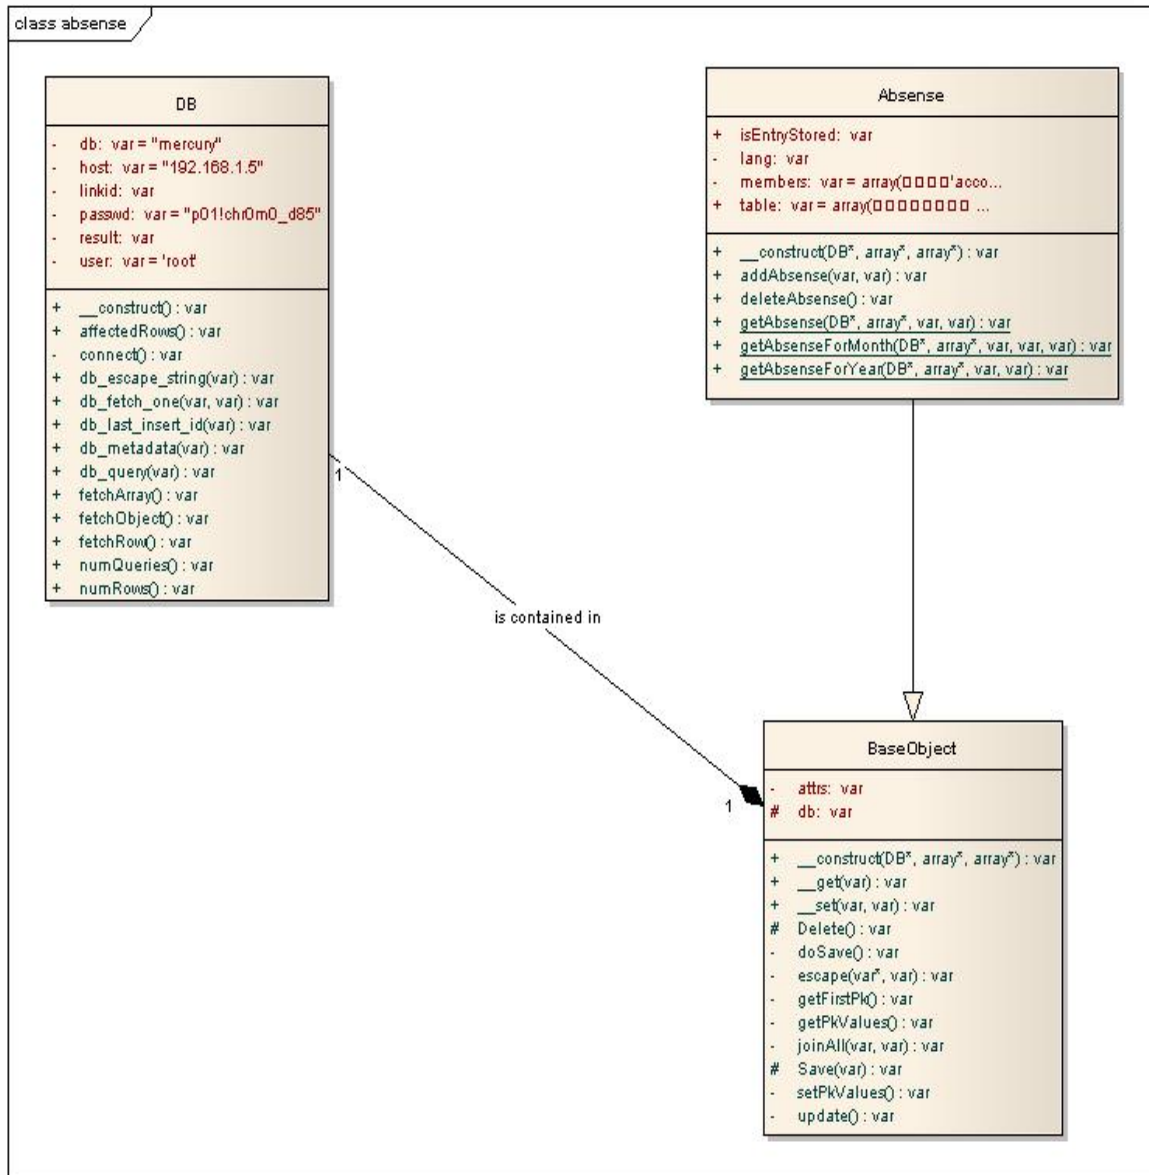 class absense
DB
- db: var = "mercury"
- host: var = "192.168.1.5"
- linkid: var
- passwd: var = "p01!chr0m0_d85"
- result: var
- user: var = 'root'
+ __construct() : var
+ affectedRows() : var
- connect() : var
+ db_escape_string(var) : var
+ db_fetch_one(var, var) : var
+ db_last_insert_id(var) : var
+ db_metadata(var) : var
+ db_query(var) : var
+ fetchArray() : var
+ fetchObject() : var
+ fetchRow() : var
+ numQueries() : var
+ numRows() : var
Absense
+ isEntryStored: var
- lang: var
- members: var = array(□□□□'acco...
+ table: var = array(□□□□□□□□ ...
+ __construct(DB*, array*, array*) : var
+ addAbsense(var, var) : var
+ deleteAbsense() : var
+ getAbsense(DB*, array*, var, var) : var
+ getAbsenseForMonth(DB*, array*, var, var, var) : var
+ getAbsenseForYear(DB*, array*, var, var) : var
1
is contained in
1
BaseObject
- attrs: var
# db: var
+ __construct(DB*, array*, array*) : var
+ __get(var) : var
+ __set(var, var) : var
# Delete() : var
- doSave() : var
- escape(var*, var) : var
- getFirstPk() : var
- getPkValues() : var
- joinAll(var, var) : var
# Save(var) : var
- setPkValues() : var
- update() : var